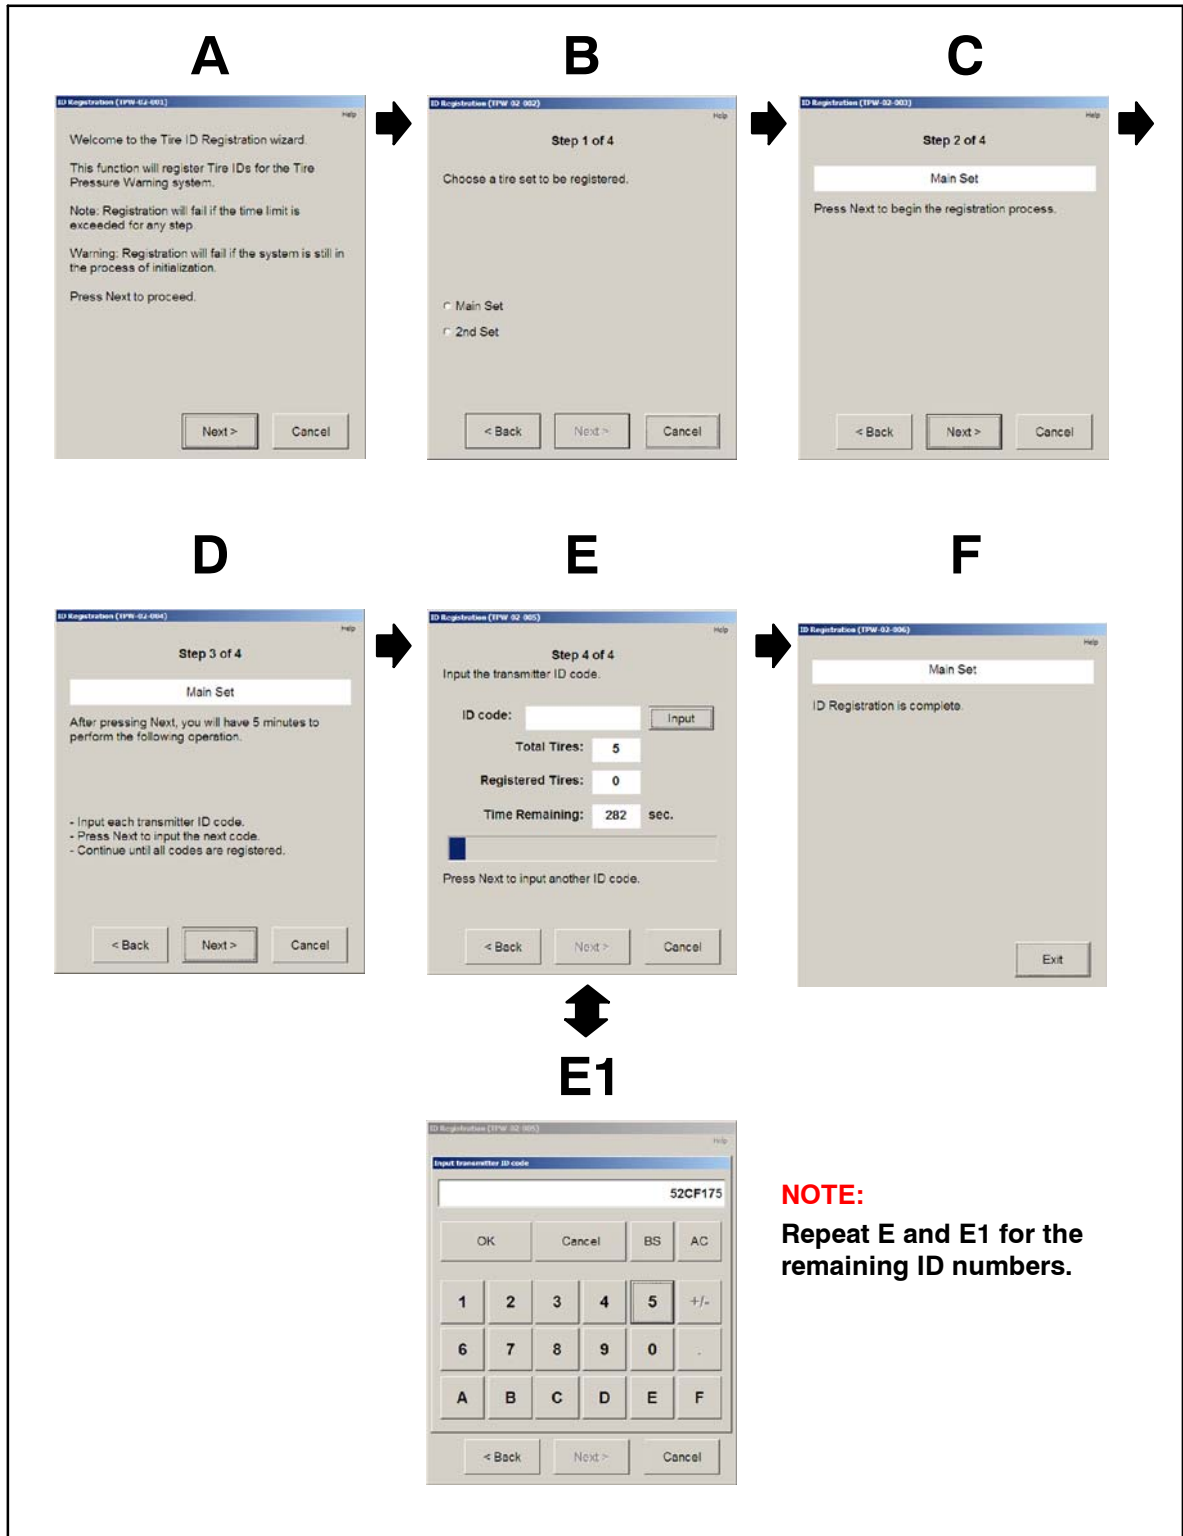 A
B
C
ID Registration (TPW-02-001)
Help
Welcome to the Tire ID Registration wizard.
This function will register Tire IDs for the Tire
Pressure Warning system.
Note: Registration will fail if the time limit is
exceeded for any step.
Warning: Registration will fail if the system is still in
the process of initialization.
Press Next to proceed.
Next >
Cancel
ID Registration (TPW-02-002)
Help
Step 1 of 4
Choose a tire set to be registered.
Main Set
2nd Set
< Back
Next >
Cancel
ID Registration (TPW-02-003)
Help
Step 2 of 4
Main Set
Press Next to begin the registration process.
< Back
Next >
Cancel
D
E
F
ID Registration (TPW-02-004)
Help
Step 3 of 4
Main Set
After pressing Next, you will have 5 minutes to
perform the following operation.
- Input each transmitter ID code.
- Press Next to input the next code.
- Continue until all codes are registered.
< Back
Next >
Cancel
ID Registration (TPW-02-005)
Help
Step 4 of 4
Input the transmitter ID code.
ID code:
Input
Total Tires: 5
Registered Tires: 0
Time Remaining: 282 sec.
Press Next to input another ID code.
< Back
Next >
Cancel
ID Registration (TPW-02-006)
Help
Main Set
ID Registration is complete.
Exit
E1
ID Registration (TPW-02-005)
Help
Input transmitter ID code
52CF175
OK Cancel BS AC
1 2 3 4 5 +/-
6 7 8 9 0 .
A B C D E F
< Back
Next >
Cancel
NOTE:
Repeat E and E1 for the
remaining ID numbers.